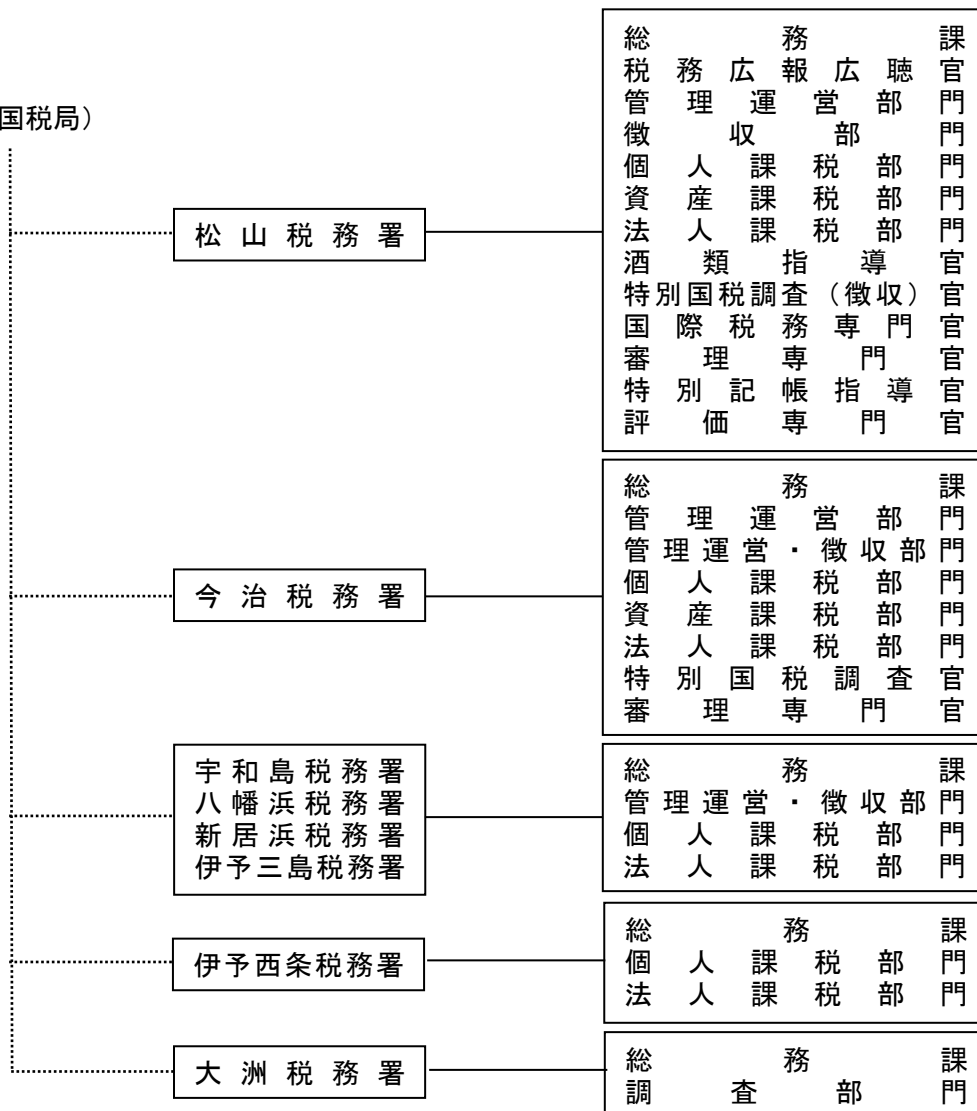 国税局）
松山税務署
総務課
税務広報広聴官
管理運営部門
徴収部門
個人課税部門
資産課税部門
法人課税部門
酒類指導官
特別国税調査（徴収）官
国際税務専門官
審理専門官
特別記帳指導官
評価専門官
今治税務署
総務課
管理運営部門
管理運営・徴収部門
個人課税部門
資産課税部門
法人課税部門
特別国税調査官
審理専門官
宇和島税務署
八幡浜税務署
新居浜税務署
伊予三島税務署
総務課
管理運営・徴収部門
個人課税部門
法人課税部門
伊予西条税務署
総務課
個人課税部門
法人課税部門
大洲税務署
総務課
調査部門